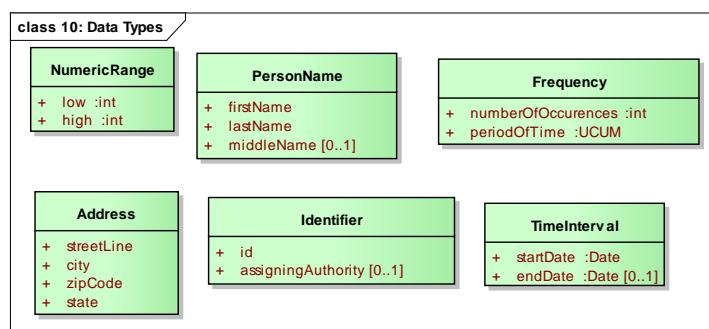 class 10: Data Types
NumericRange
+ low :int
+ high :int
PersonName
+ firstName
+ lastName
+ middleName [0..1]
Frequency
+ numberOfOccurences :int
+ periodOfTime :UCUM
Address
+ streetLine
+ city
+ zipCode
+ state
Identifier
+ id
+ assigningAuthority [0..1]
TimeInterval
+ startDate :Date
+ endDate :Date [0..1]